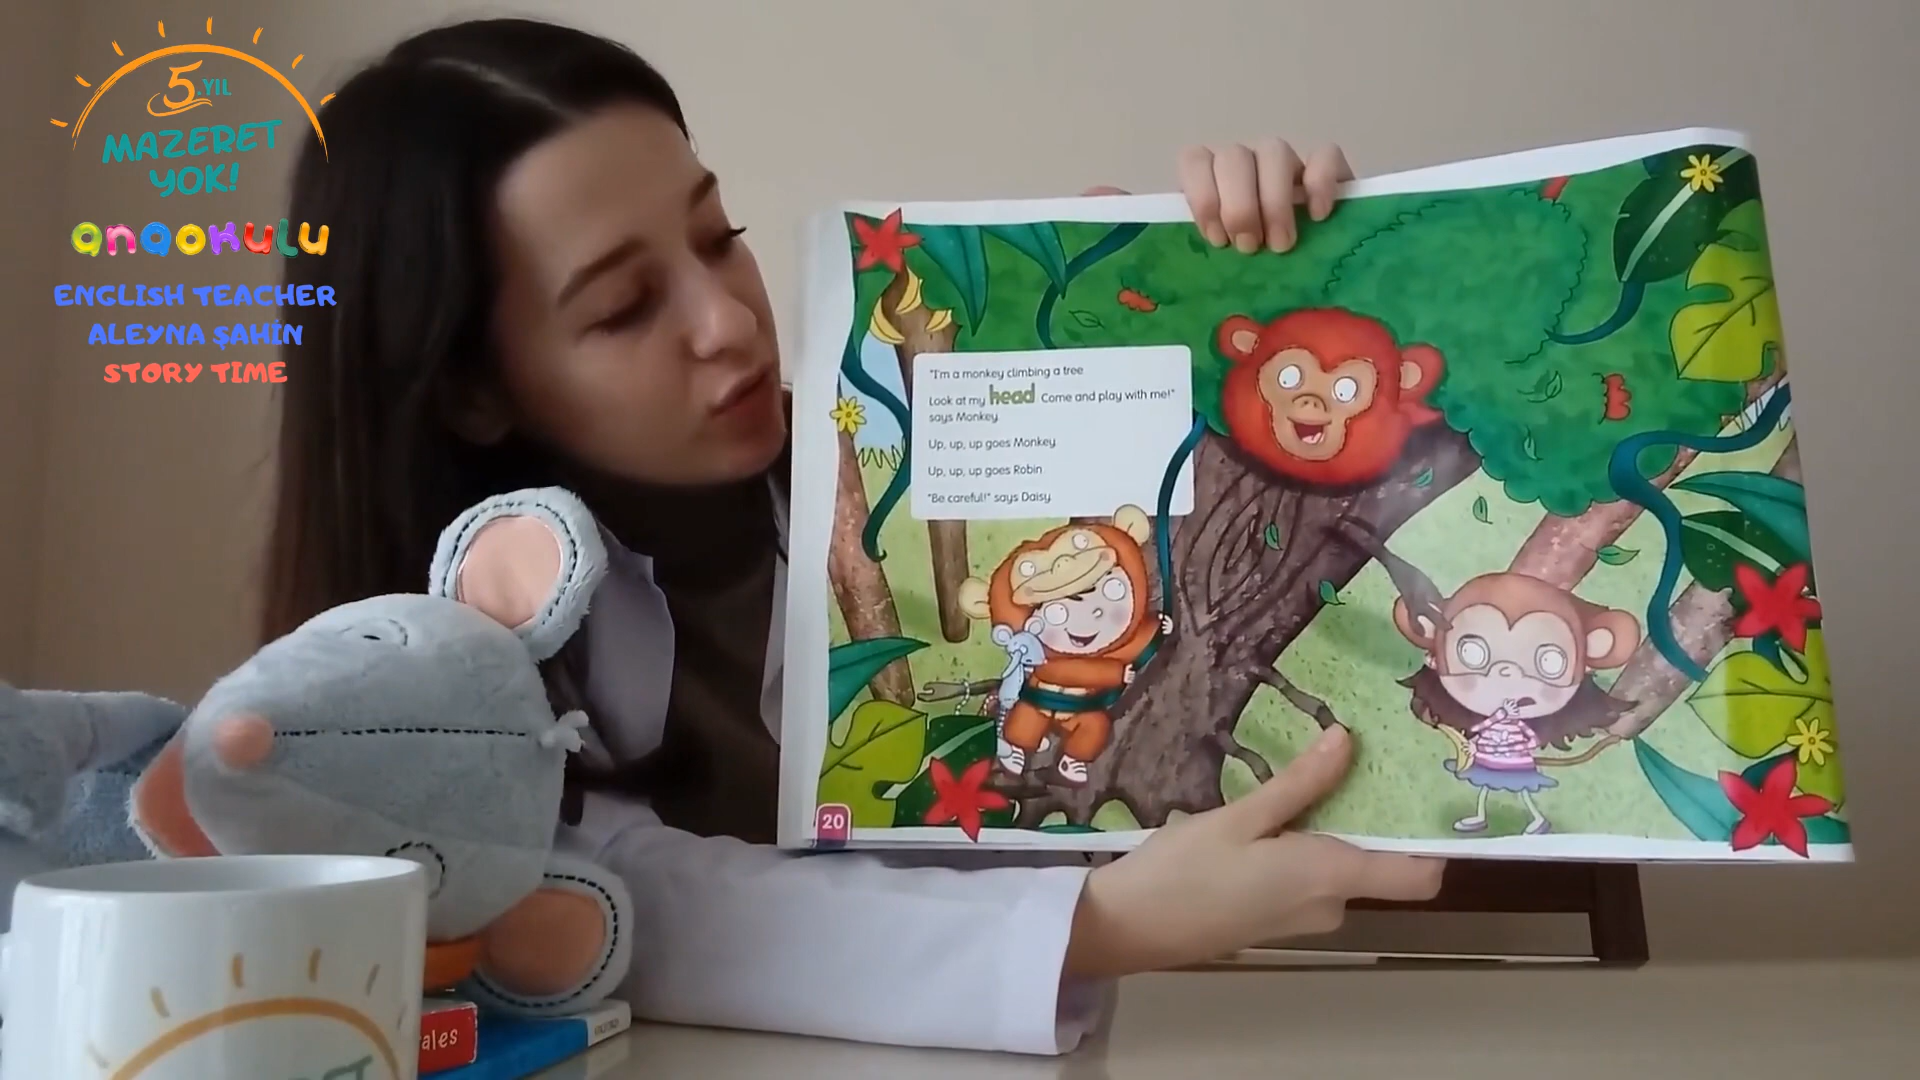 5.YIL
MAZERET
YOK!
anaokulu
ENGLISH TEACHER
ALEYNA ŞAHİN
STORY TIME
"I'm a monkey climbing a tree
Look at my head Come and play with me!"
says Monkey
Up, up, up goes Monkey
Up, up, up goes Robin
"Be careful!" says Daisy
20
ales